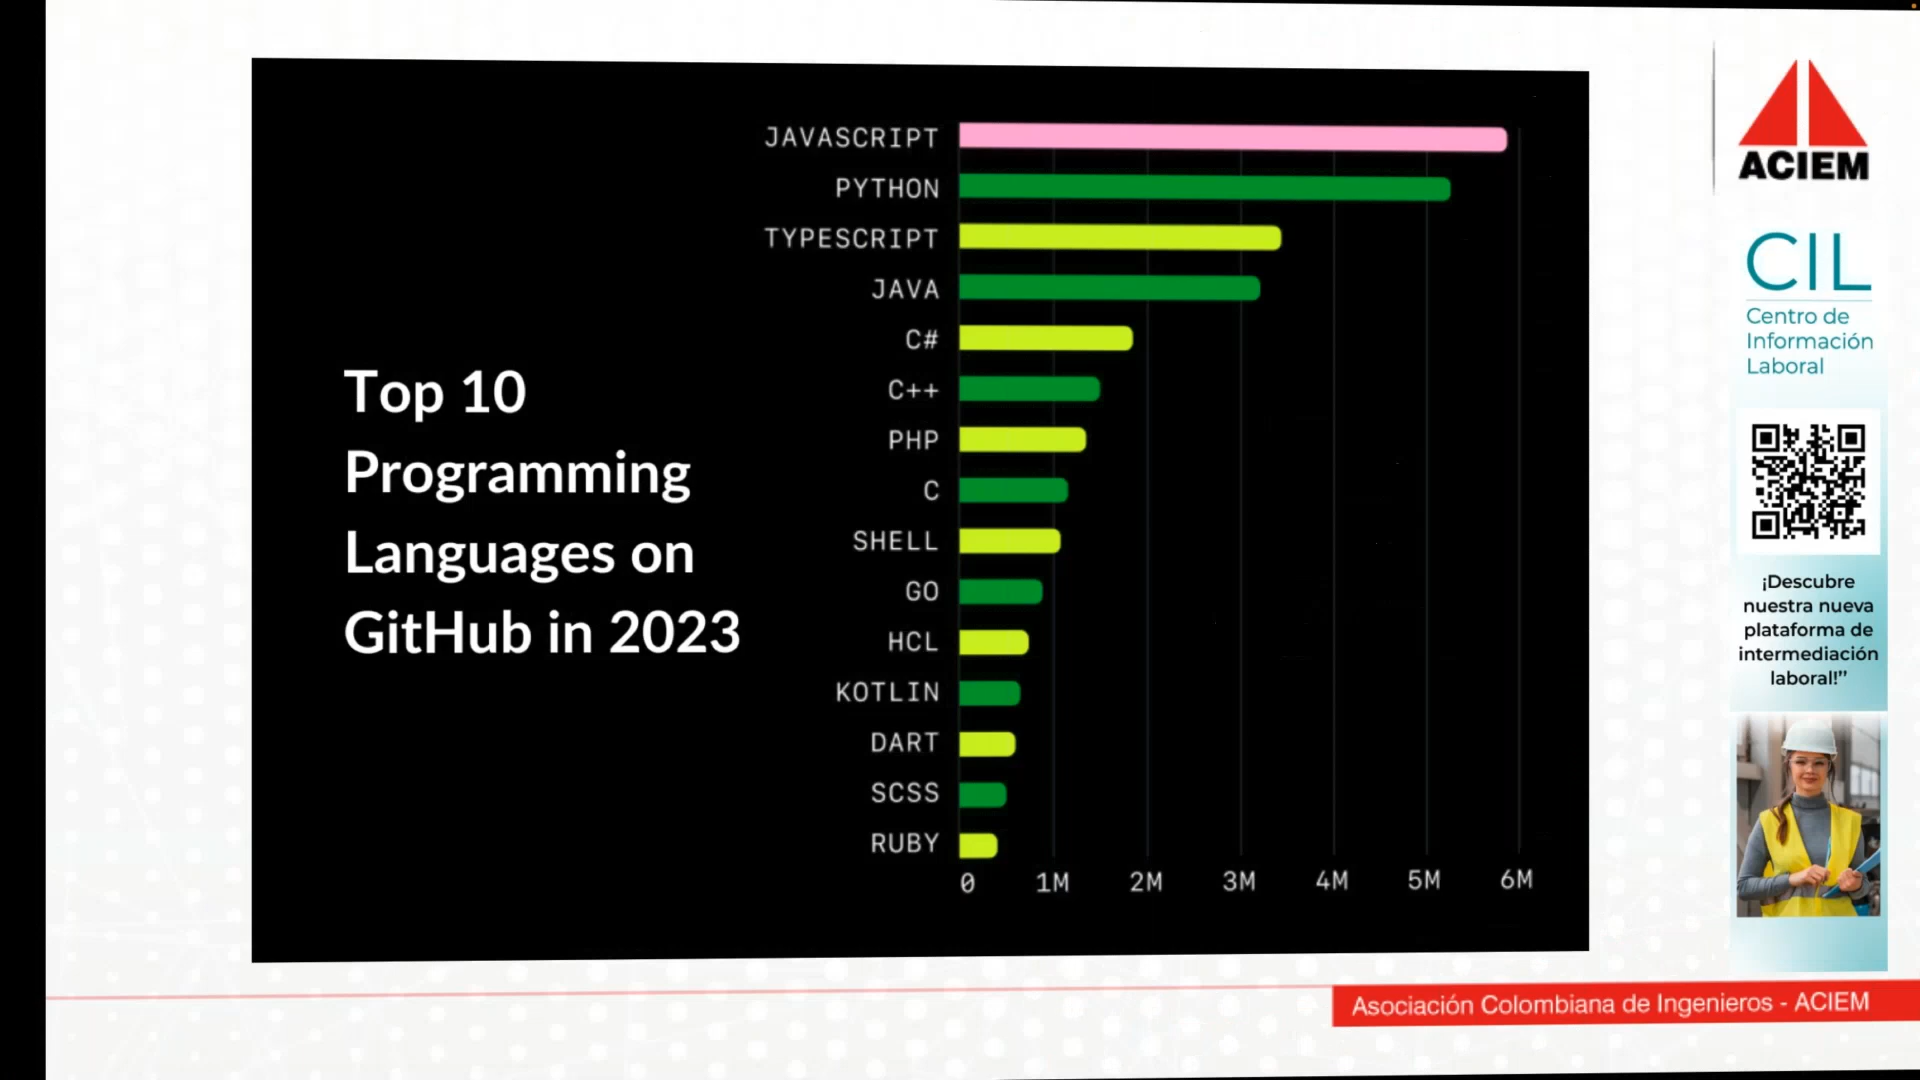 Top 10
Programming
Languages on
GitHub in 2023
JAVASCRIPT
PYTHON
TYPESCRIPT
JAVA
C#
C++
PHP
C
SHELL
GO
HCL
KOTLIN
DART
SCSS
RUBY
0 1M 2M 3M 4M 5M 6M
ACIEM
CIL
Centro de
Información
Laboral
¡Descubre
nuestra nueva
plataforma de
intermediación
laboral!”
Asociación Colombiana de Ingenieros - ACIEM